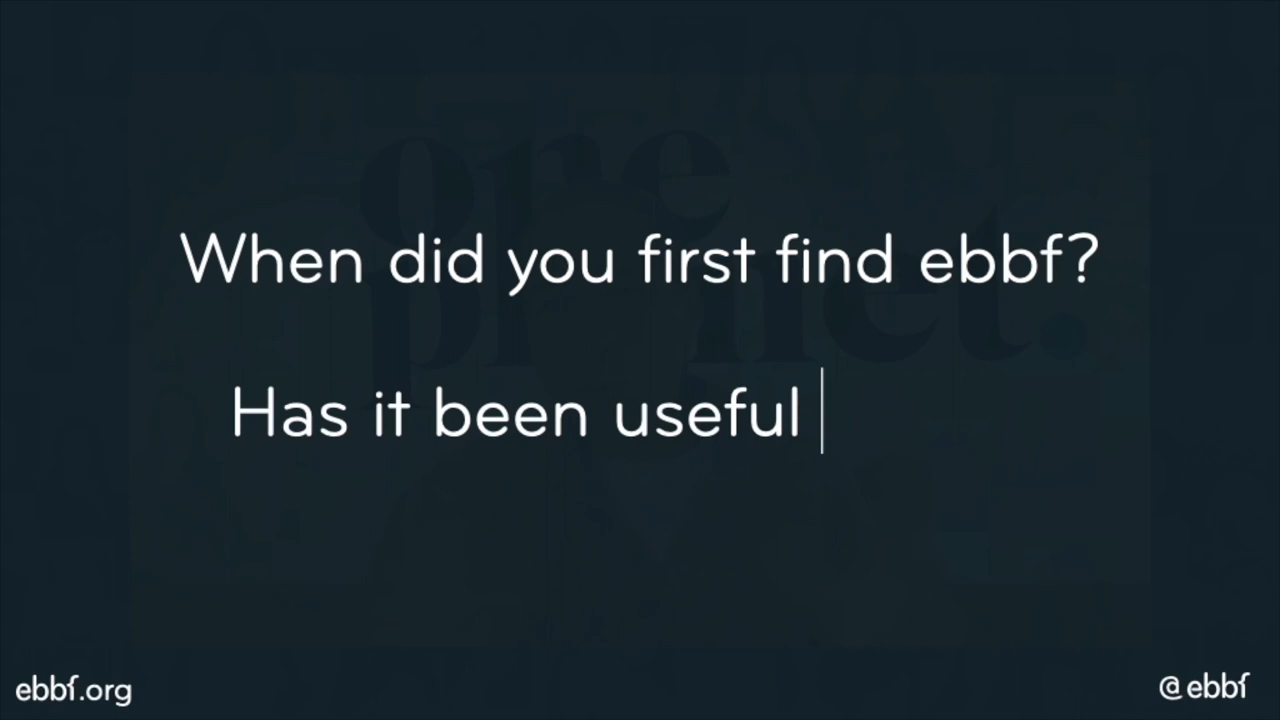 When did you first find ebbf?
Has it been useful
ebbf.org
@ebbf